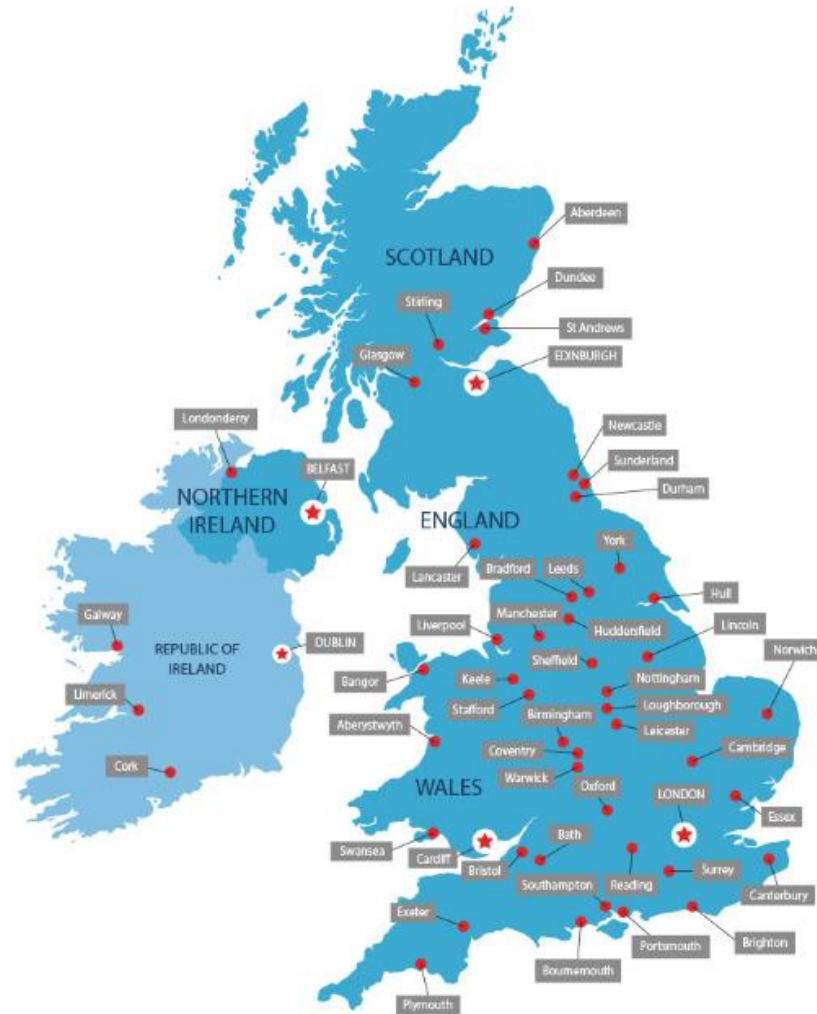 Aberdeen
SCOTLAND
Dundee
Stirling
St Andrews
Glasgow
EDINBURGH
Londonderry
Newcastle
BELFAST
Sunderland
Durham
NORTHERN
IRELAND
ENGLAND
York
Lancaster
Bradford
Leeds
Hull
Galway
Liverpool
Manchester
Huddersfield
Lincoln
REPUBLIC OF
IRELAND
DUBLIN
Norwich
Sheffield
Bangor
Keele
Nottingham
Limerick
Stafford
Loughborough
Birmingham
Leicester
Aberystwyth
Coventry
Cambridge
Cork
Warwick
WALES
Oxford
LONDON
Essex
Swansea
Cardiff
Bath
Bristol
Surrey
Southampton
Reading
Canterbury
Exeter
Portsmouth
Brighton
Bournemouth
Plymouth